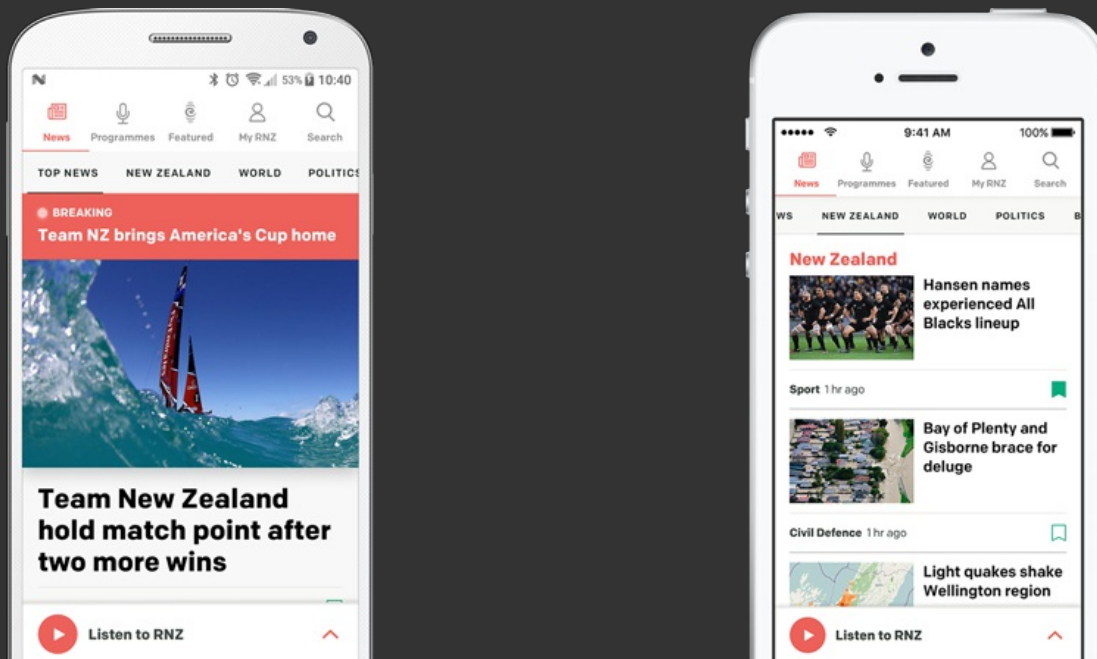 53% 10:40
News Programmes Featured My RNZ Search
TOP NEWS NEW ZEALAND WORLD POLITICS
BREAKING
Team NZ brings America's Cup home
Team New Zealand
hold match point after
two more wins
Listen to RNZ
9:41 AM 100%
News Programmes Featured My RNZ Search
WS NEW ZEALAND WORLD POLITICS B
New Zealand
Hansen names
experienced All
Blacks lineup
Sport 1 hr ago
Bay of Plenty and
Gisborne brace for
deluge
Civil Defence 1 hr ago
Light quakes shake
Wellington region
Listen to RNZ